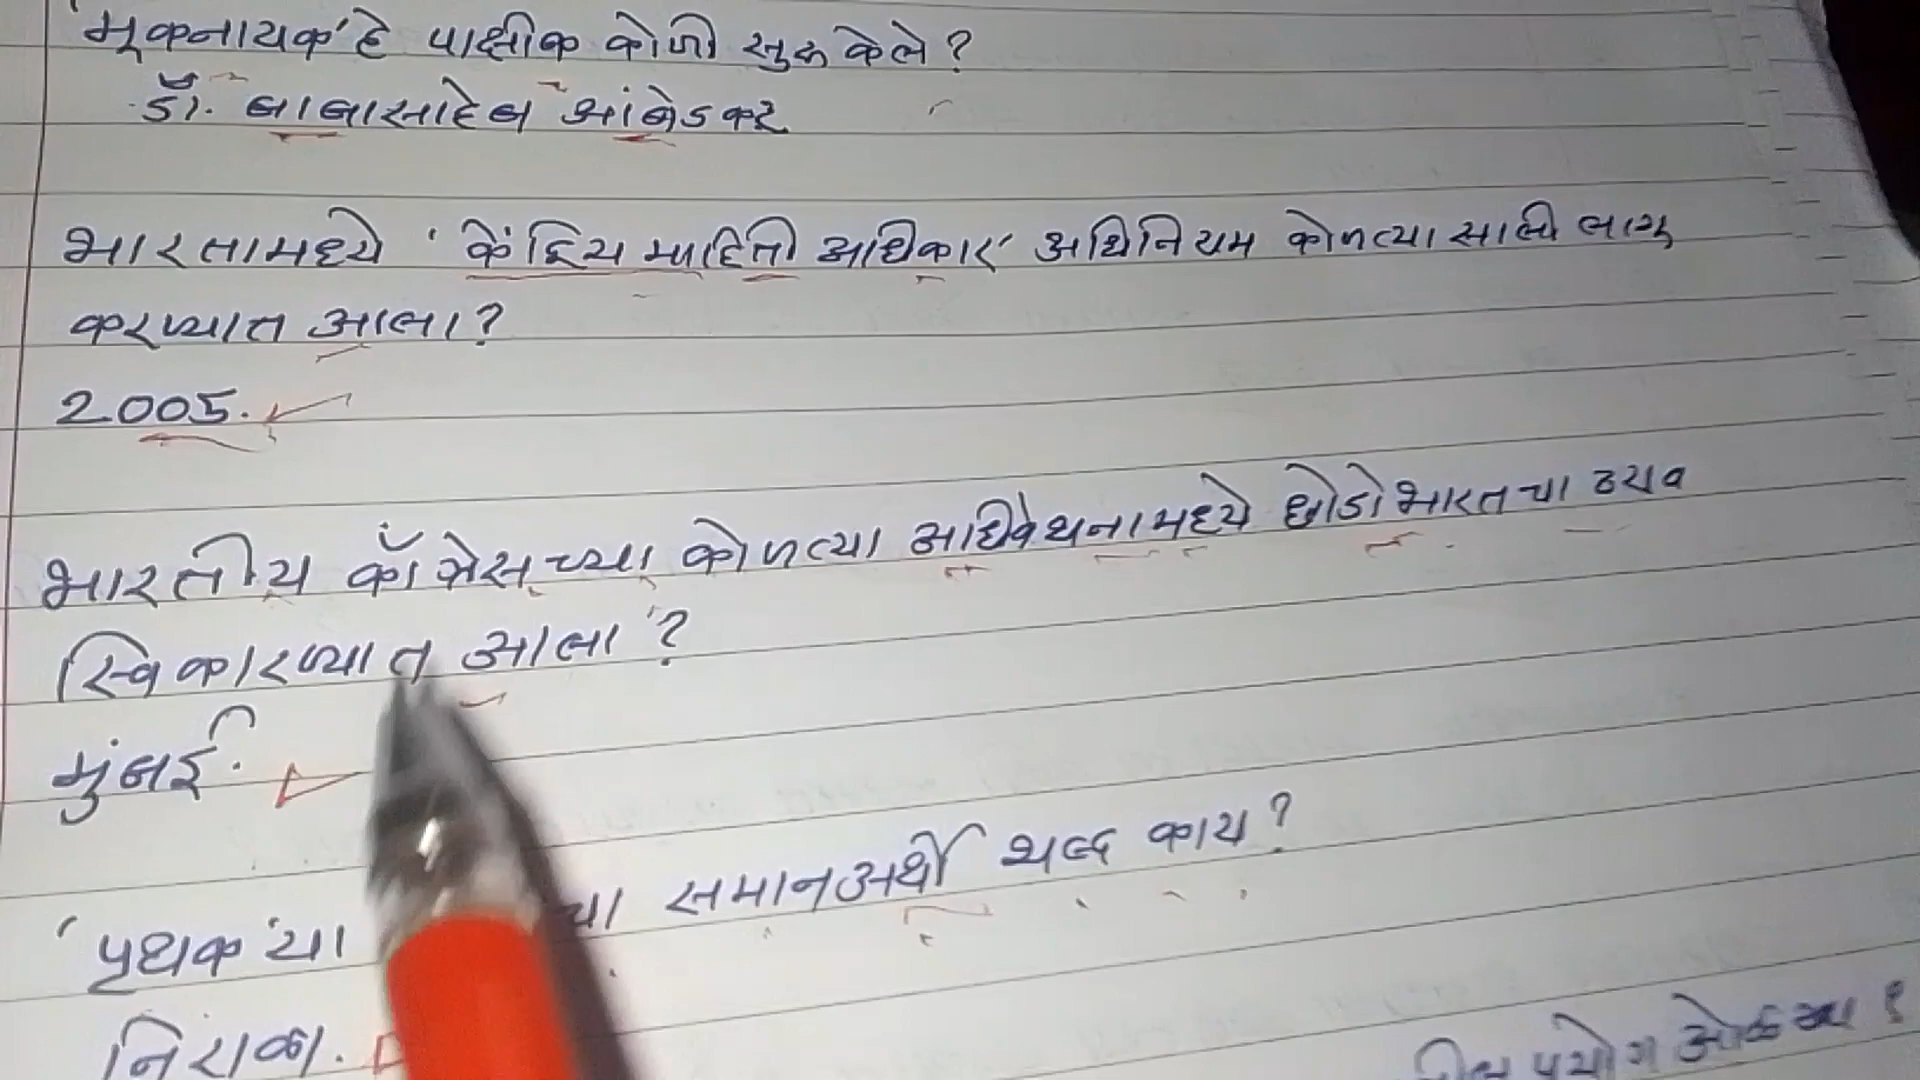 'मूकनायक' हे पाक्षीक कोणी सुरु केले?
डॉ. बाबासाहेब आंबेडकर
भारतामध्ये 'केंद्रिय माहिती अधिकार' अधिनियम कोणत्या साली लागू
करण्यात आला?
2005.
भारतीय काँग्रेसच्या कोणत्या अधिवेशनामध्ये छोडो भारतचा ठराव
स्विकारण्यात आला?
मुंबई.
'पृथक' या चा समानअर्थी शब्द काय?
निराळा.
प्रयोग ओळखा?